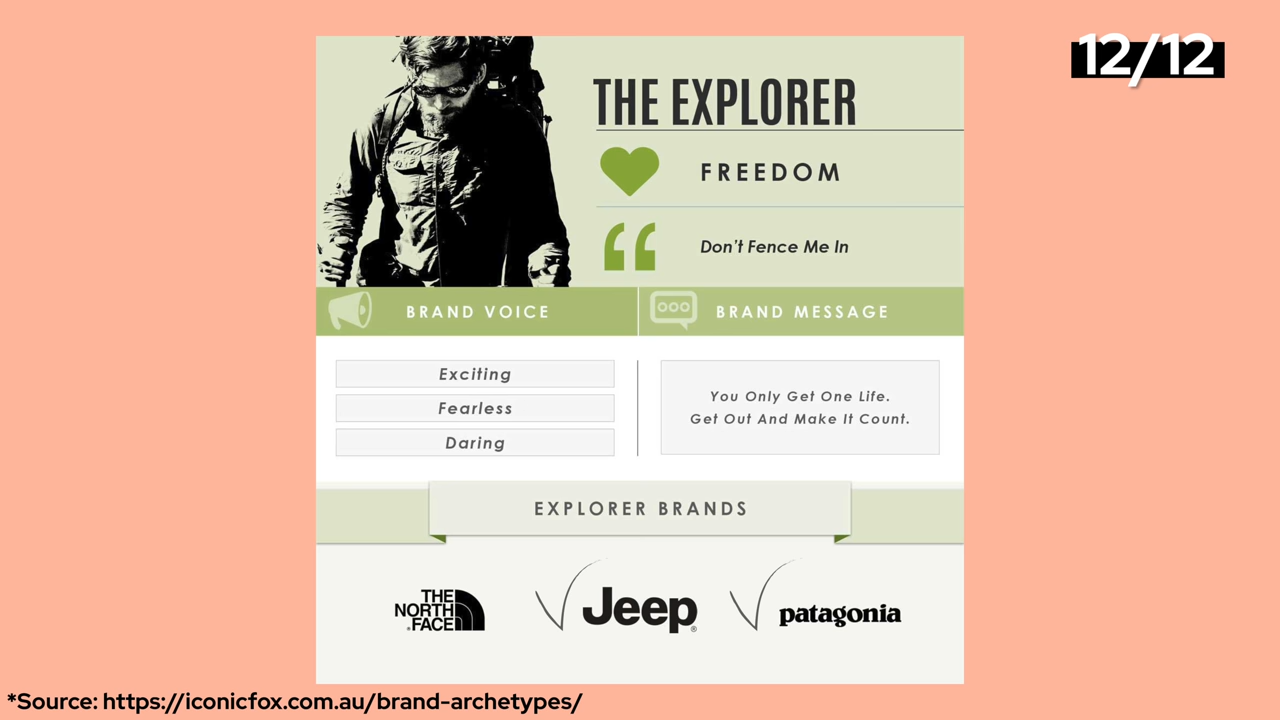 12/12
THE EXPLORER
FREEDOM
Don't Fence Me In
BRAND VOICE
BRAND MESSAGE
Exciting
Fearless
Daring
You Only Get One Life.
Get Out And Make It Count.
EXPLORER BRANDS
THE
NORTH
FACE
Jeep®
patagonia
*Source: https://iconicfox.com.au/brand-archetypes/